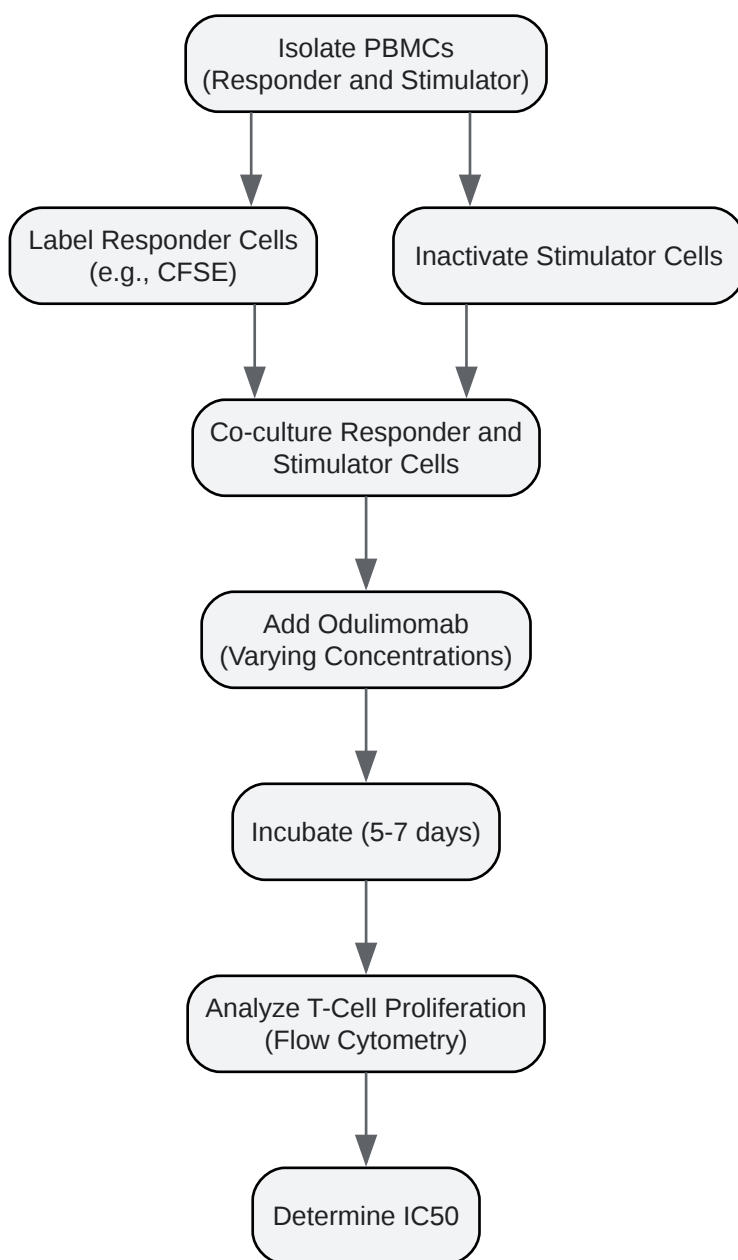 Isolate PBMCs
(Responder and Stimulator)
Label Responder Cells
(e.g., CFSE)
Inactivate Stimulator Cells
Co-culture Responder and
Stimulator Cells
Add Odulimomab
(Varying Concentrations)
Incubate (5-7 days)
Analyze T-Cell Proliferation
(Flow Cytometry)
Determine IC50